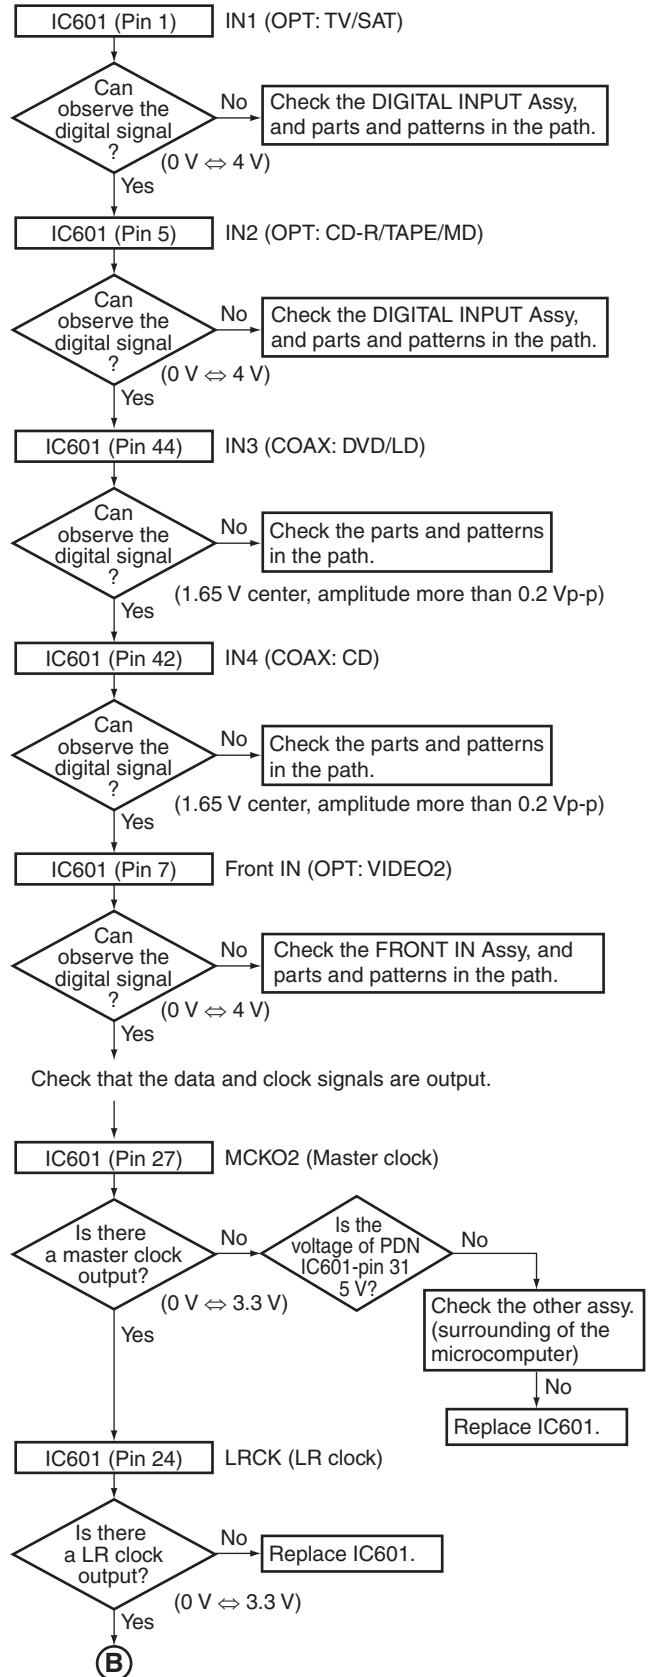 IC601 (Pin 1)
IN1 (OPT: TV/SAT)
Can
observe the
digital signal
?
No
Check the DIGITAL INPUT Assy,
and parts and patterns in the path.
(0 V ⇔ 4 V)
Yes
IC601 (Pin 5)
IN2 (OPT: CD-R/TAPE/MD)
Can
observe the
digital signal
?
No
Check the DIGITAL INPUT Assy,
and parts and patterns in the path.
(0 V ⇔ 4 V)
Yes
IC601 (Pin 44)
IN3 (COAX: DVD/LD)
Can
observe the
digital signal
?
No
Check the parts and patterns
in the path.
(1.65 V center, amplitude more than 0.2 Vp-p)
Yes
IC601 (Pin 42)
IN4 (COAX: CD)
Can
observe the
digital signal
?
No
Check the parts and patterns
in the path.
(1.65 V center, amplitude more than 0.2 Vp-p)
Yes
IC601 (Pin 7)
Front IN (OPT: VIDEO2)
Can
observe the
digital signal
?
No
Check the FRONT IN Assy, and
parts and patterns in the path.
(0 V ⇔ 4 V)
Yes
Check that the data and clock signals are output.
IC601 (Pin 27)
MCKO2 (Master clock)
Is there
a master clock
output?
No
(0 V ⇔ 3.3 V)
Yes
Is the
voltage of PDN
IC601-pin 31
5 V?
No
Check the other assy.
(surrounding of the
microcomputer)
No
Replace IC601.
IC601 (Pin 24)
LRCK (LR clock)
Is there
a LR clock
output?
No
Replace IC601.
(0 V ⇔ 3.3 V)
Yes
B